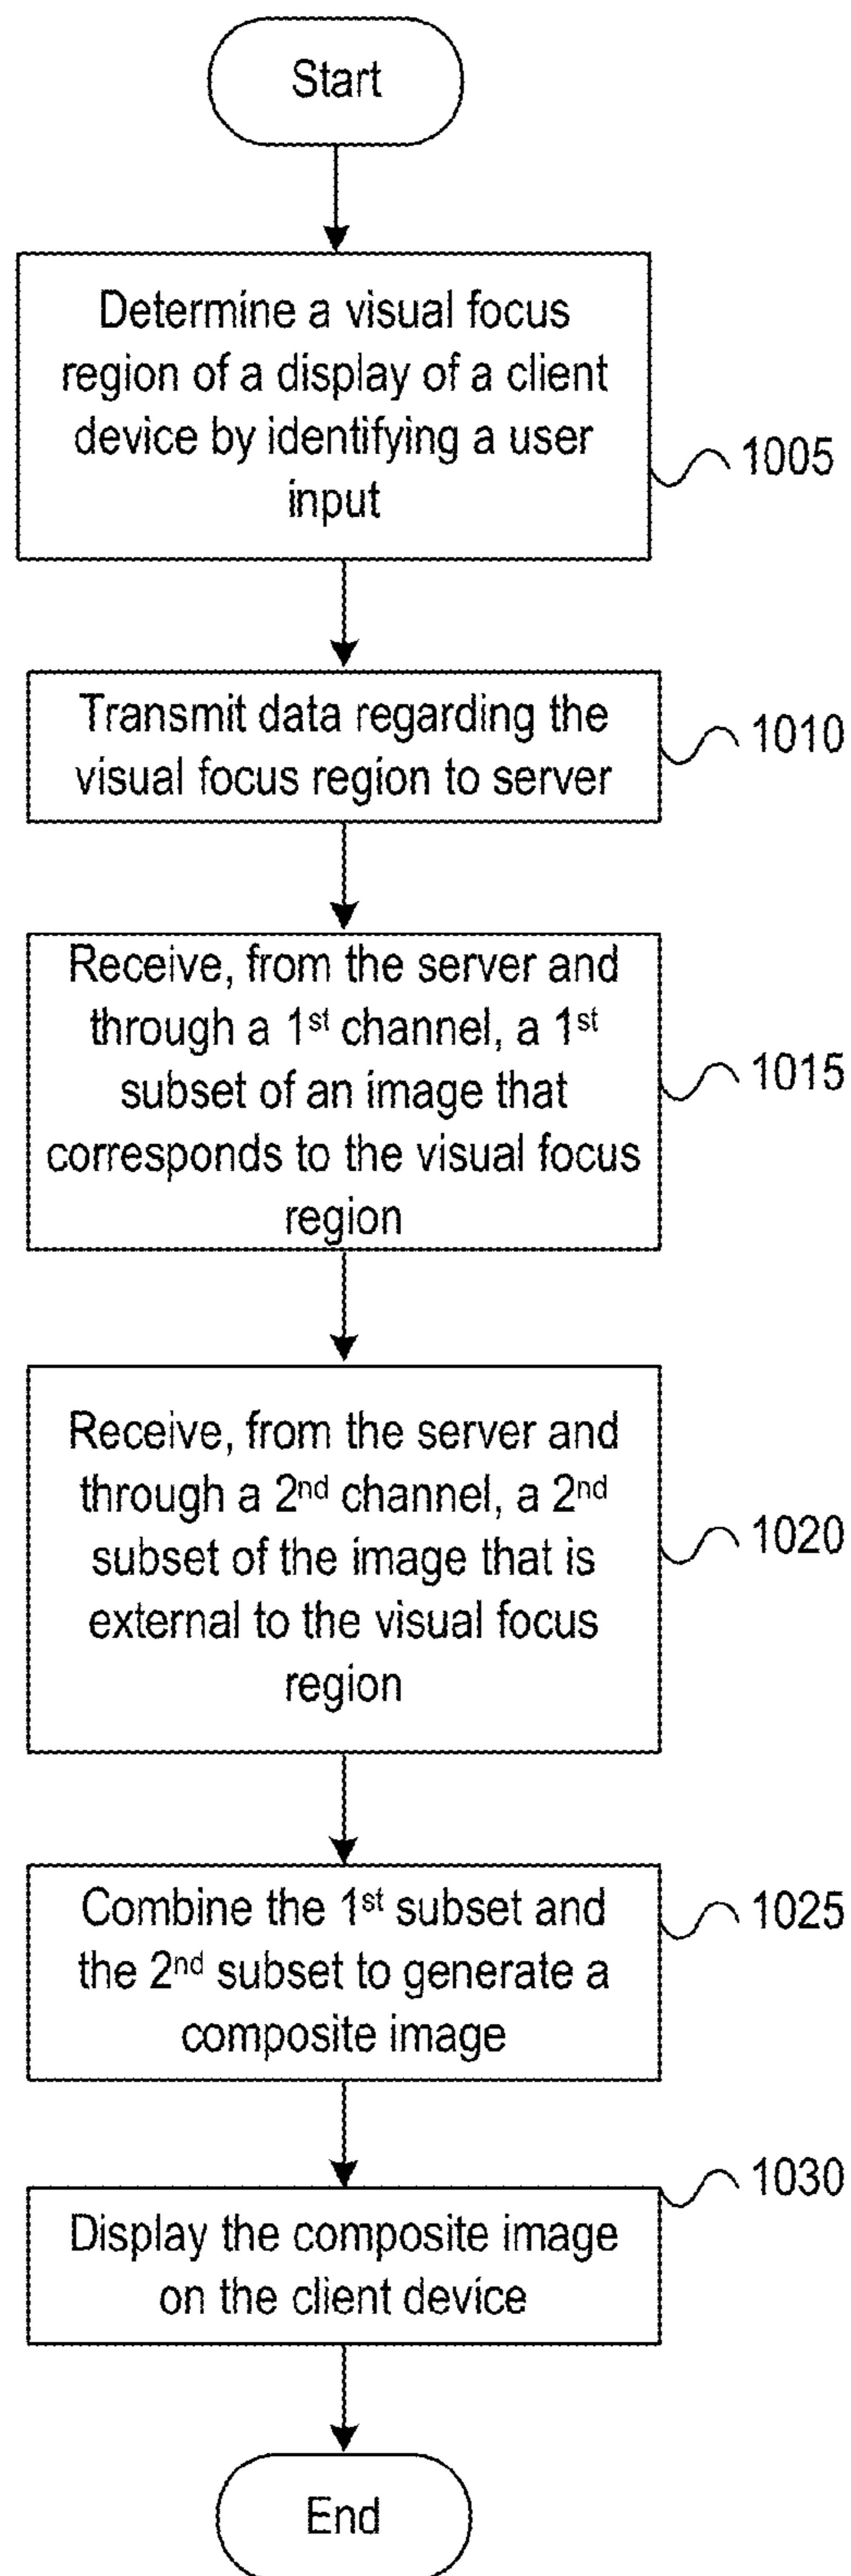 Start
Determine a visual focus
region of a display of a client
device by identifying a user
input
1005
Transmit data regarding the
visual focus region to server
1010
Receive, from the server and
through a 1st channel, a 1st
subset of an image that
corresponds to the visual focus
region
1015
Receive, from the server and
through a 2nd channel, a 2nd
subset of the image that is
external to the visual focus
region
1020
Combine the 1st subset and
the 2nd subset to generate a
composite image
1025
Display the composite image
on the client device
1030
End